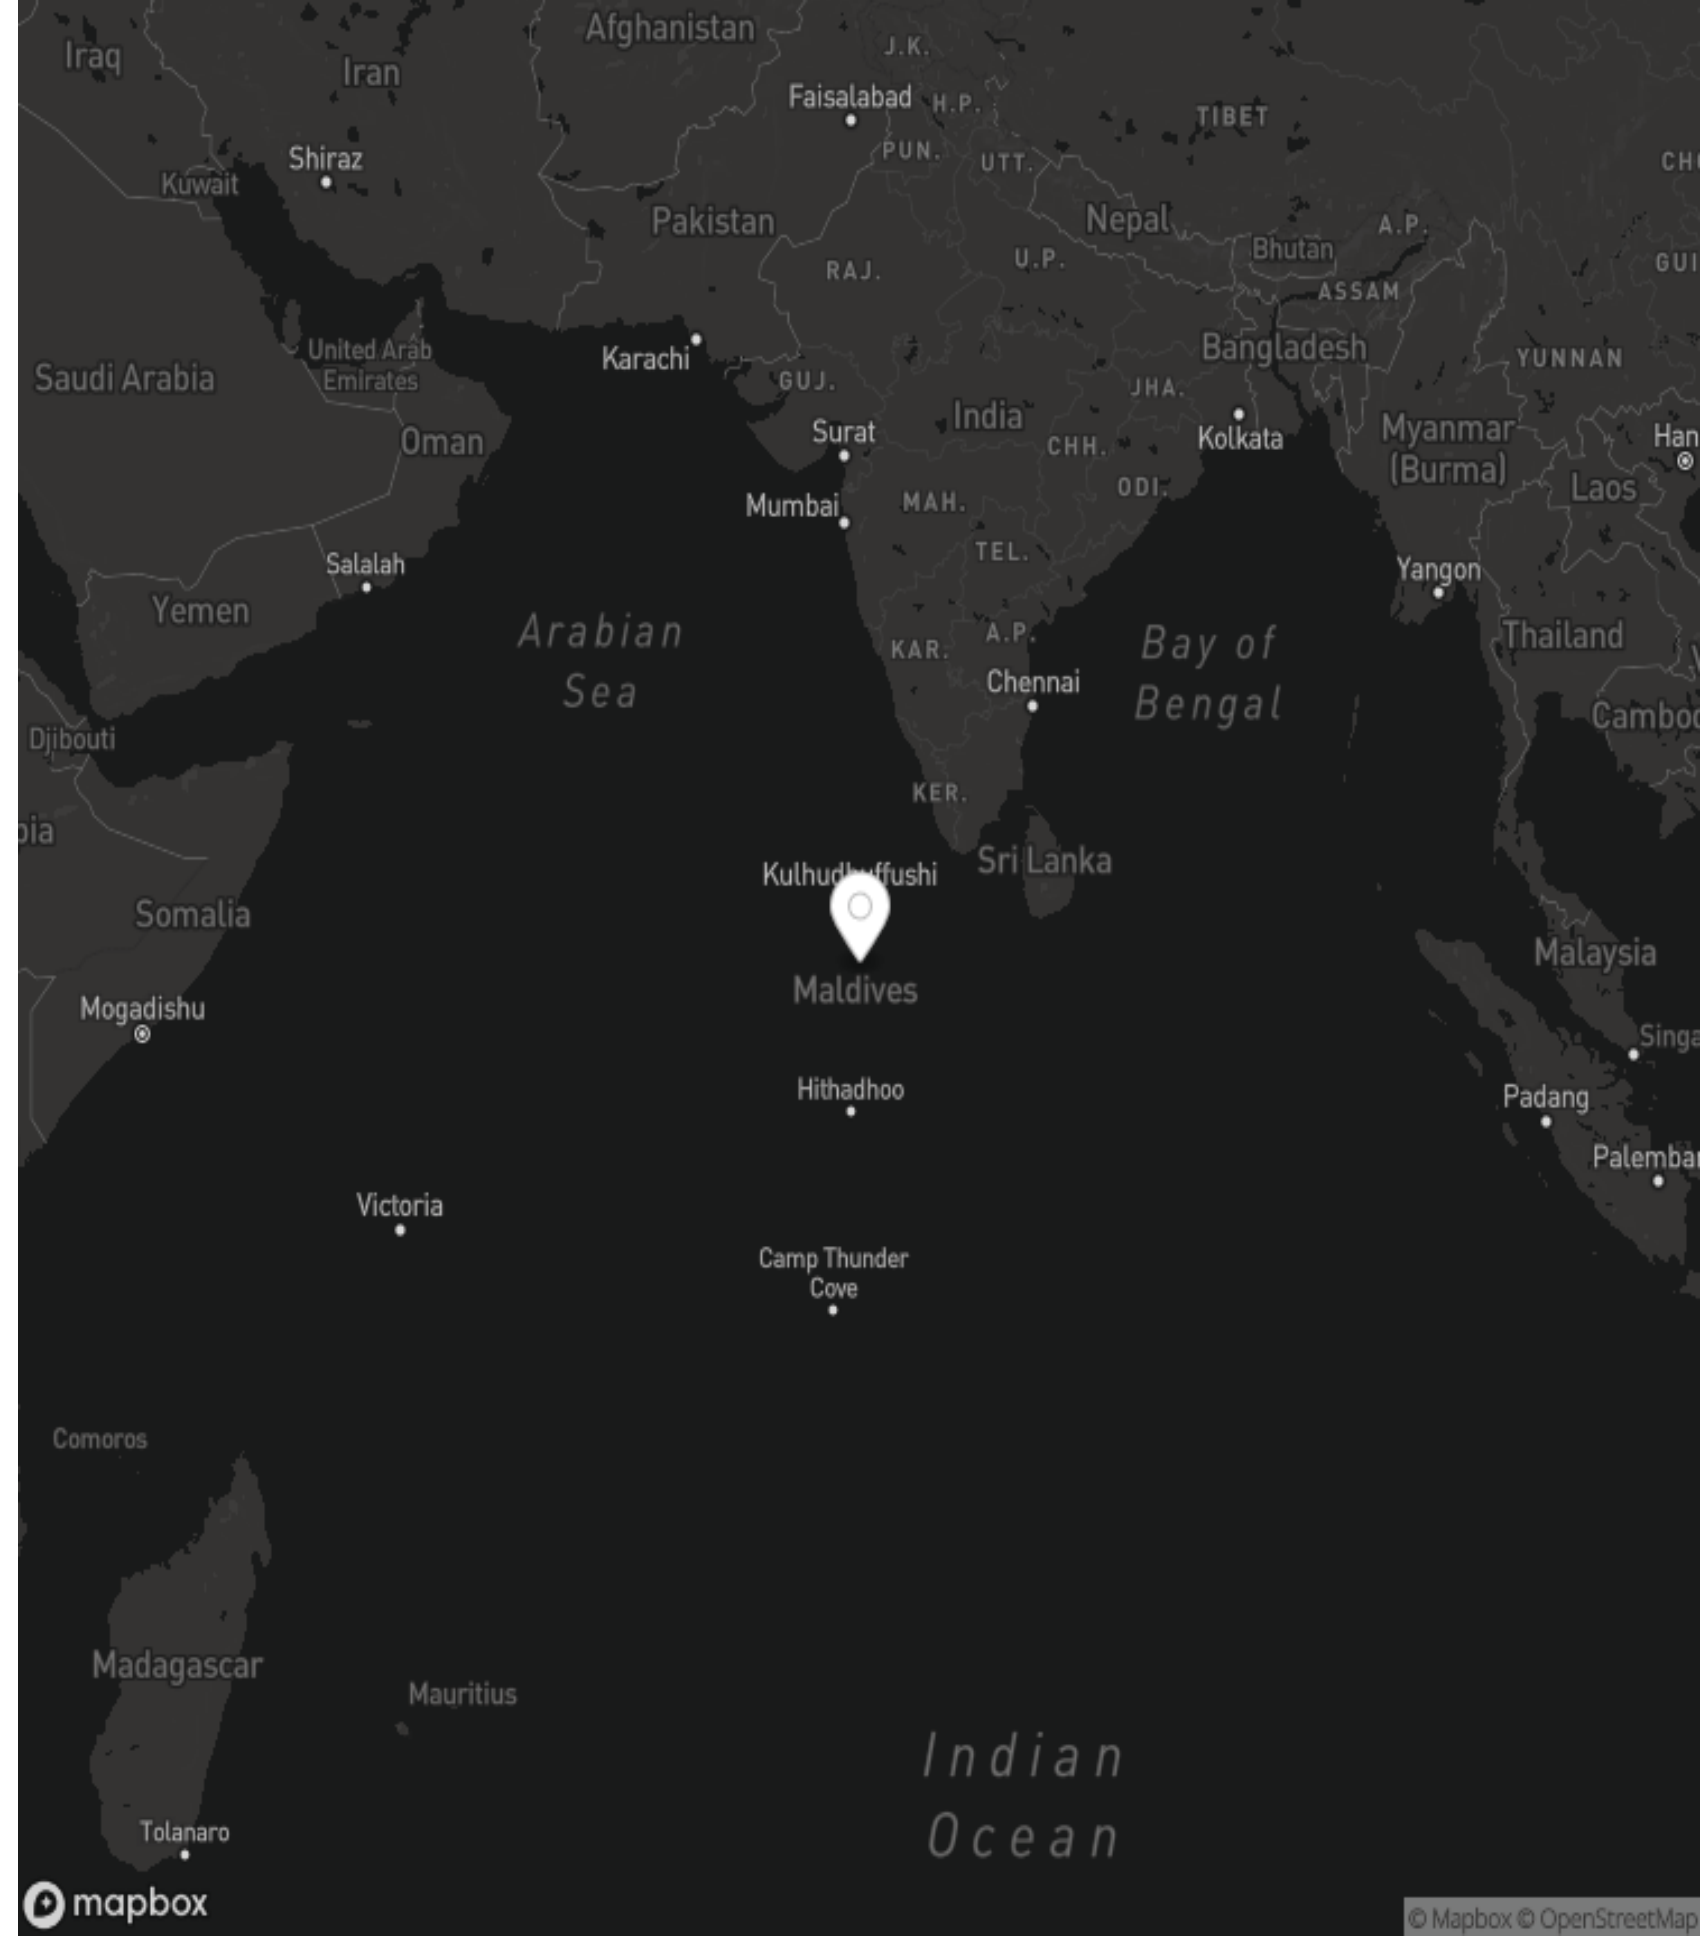 Afghanistan
Iraq
Iran
J.K.
Faisalabad
H.P.
TIBET
Shiraz
PUN.
UTT.
Kuwait
Pakistan
Nepal
A.P.
Bhutan
RAJ.
U.P.
GUI
ASSAM
United Arab
Emirates
Karachi
Bangladesh
YUNNAN
Saudi Arabia
GUJ.
JHA.
India
Surat
Oman
CHH.
Kolkata
Myanmar
(Burma)
Han
Laos
ODI.
Mumbai
MAH.
TEL.
Salalah
Yangon
Yemen
Arabian
Sea
A.P.
KAR.
Bay of
Bengal
Thailand
Chennai
Camboo
Djibouti
KER.
bia
Sri Lanka
Kulhudhuffushi
Somalia
Malaysia
Maldives
Mogadishu
Singa
Hithadhoo
Padang
Palemba
Victoria
Camp Thunder
Cove
Comoros
Madagascar
Mauritius
Indian
Ocean
Tolanaro
mapbox
© Mapbox © OpenStreetMap